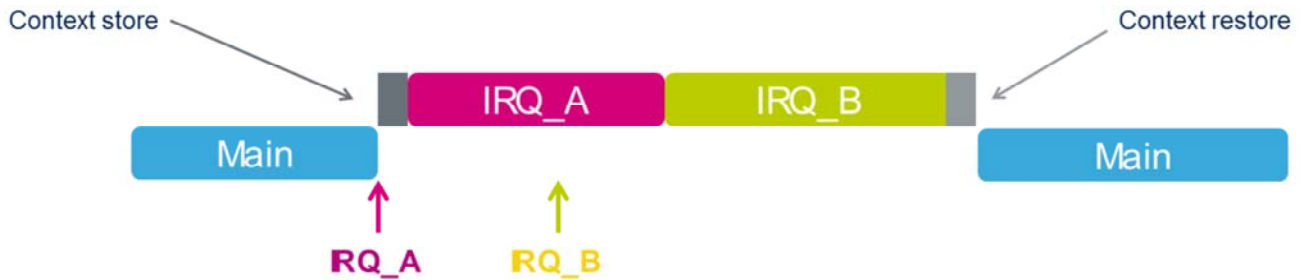 Context store
Context restore
IRQ_A
IRQ_B
Main
Main
IRQ_A
IRQ_B